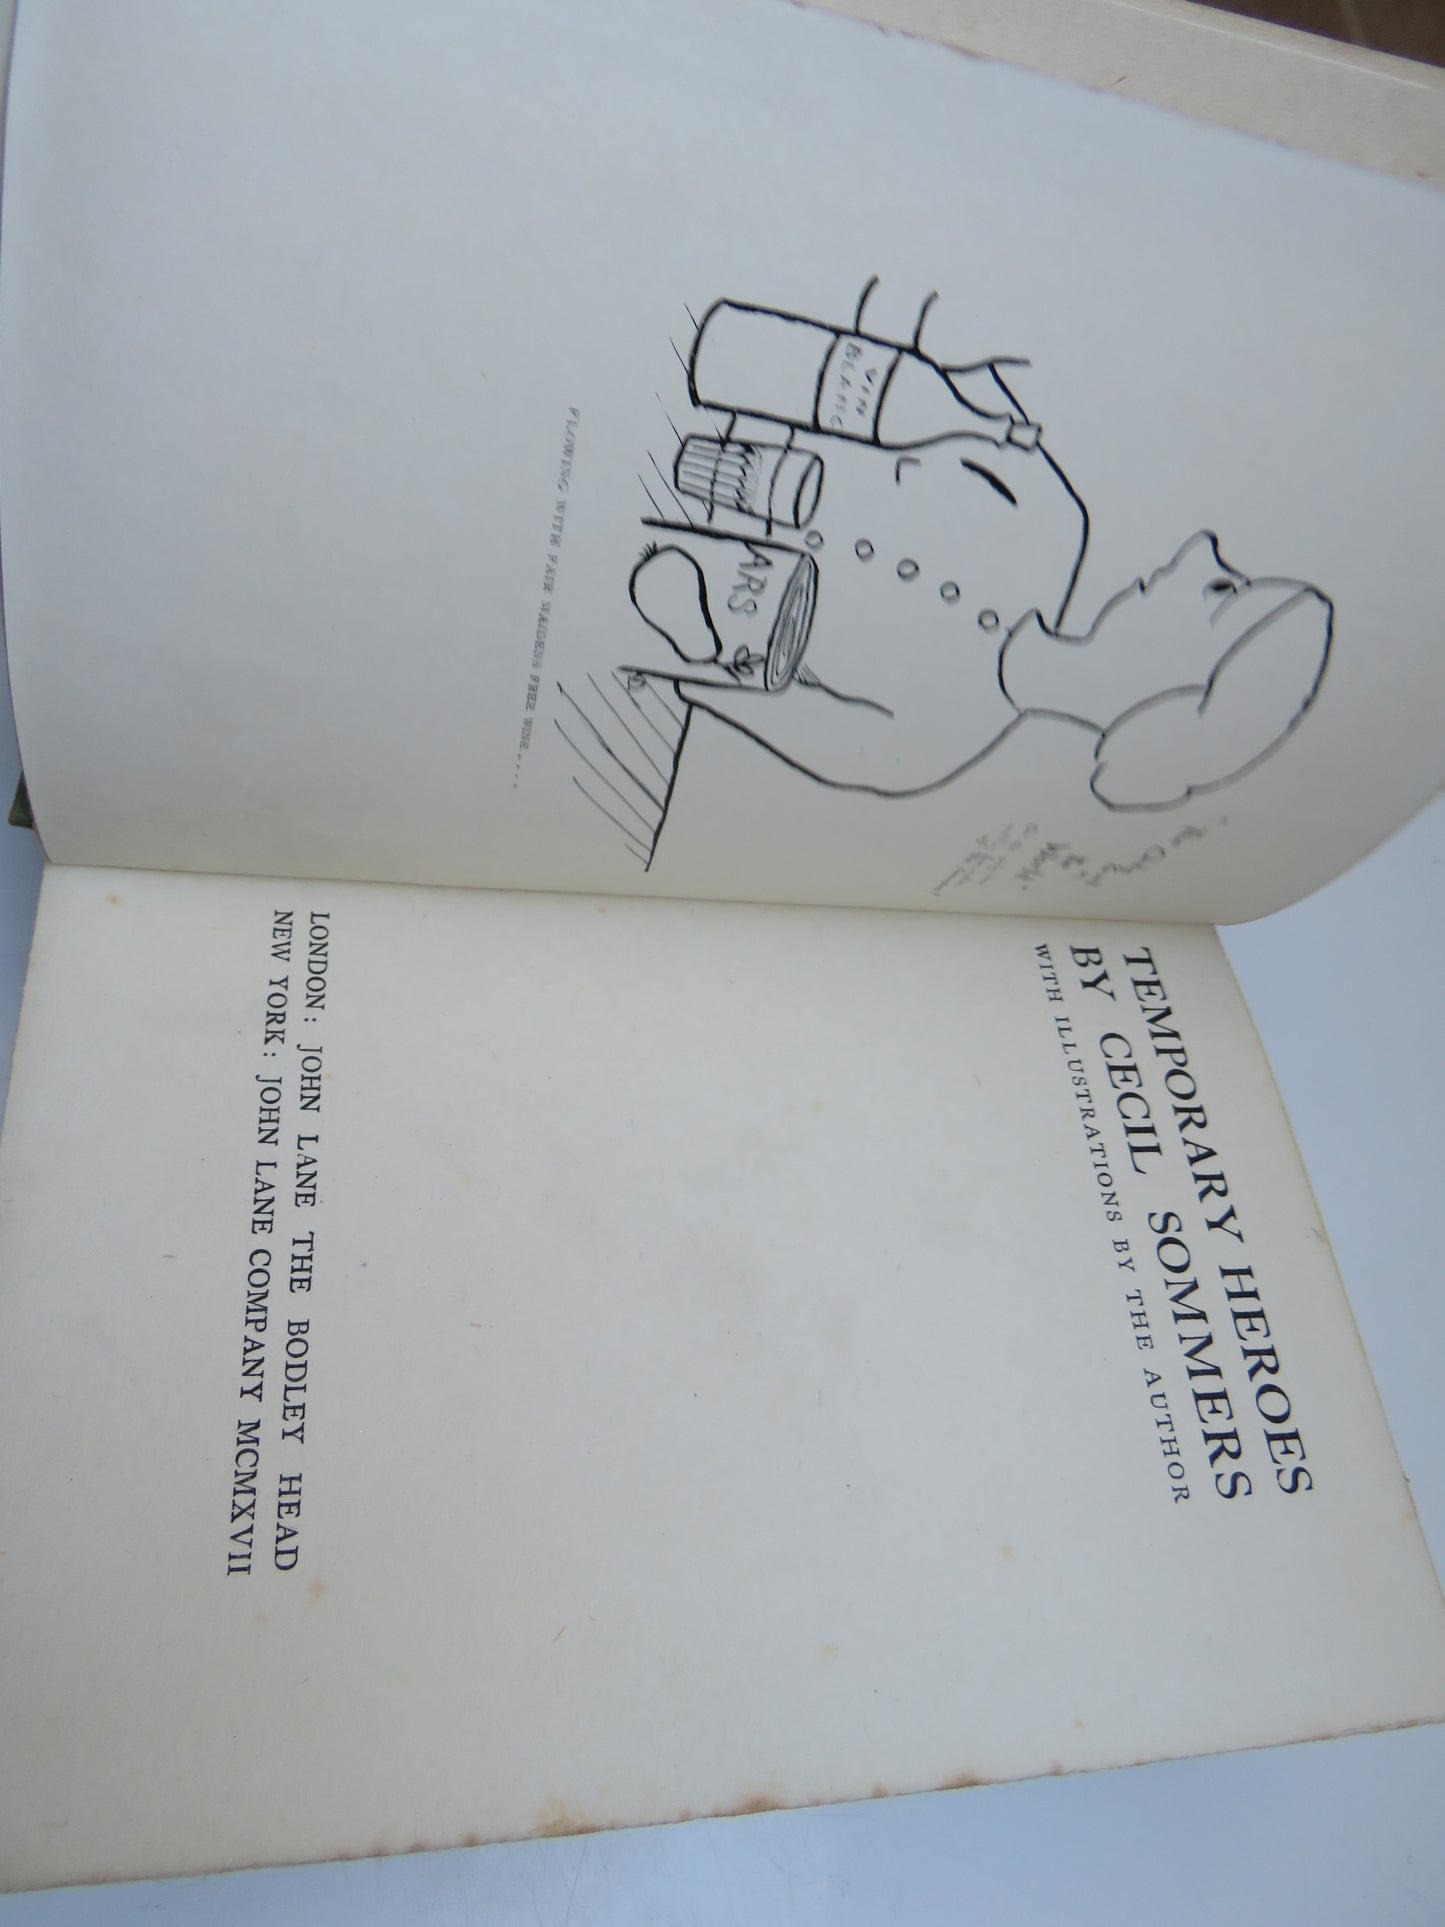 VIN
BLANC
ARS
FLOWING WITH FAIR MAIDENS FREE WINE....
TEMPORARY HEROES
BY CECIL SOMMERS
WITH ILLUSTRATIONS BY THE AUTHOR
LONDON: JOHN LANE THE BODLEY HEAD
NEW YORK: JOHN LANE COMPANY MCMXVII